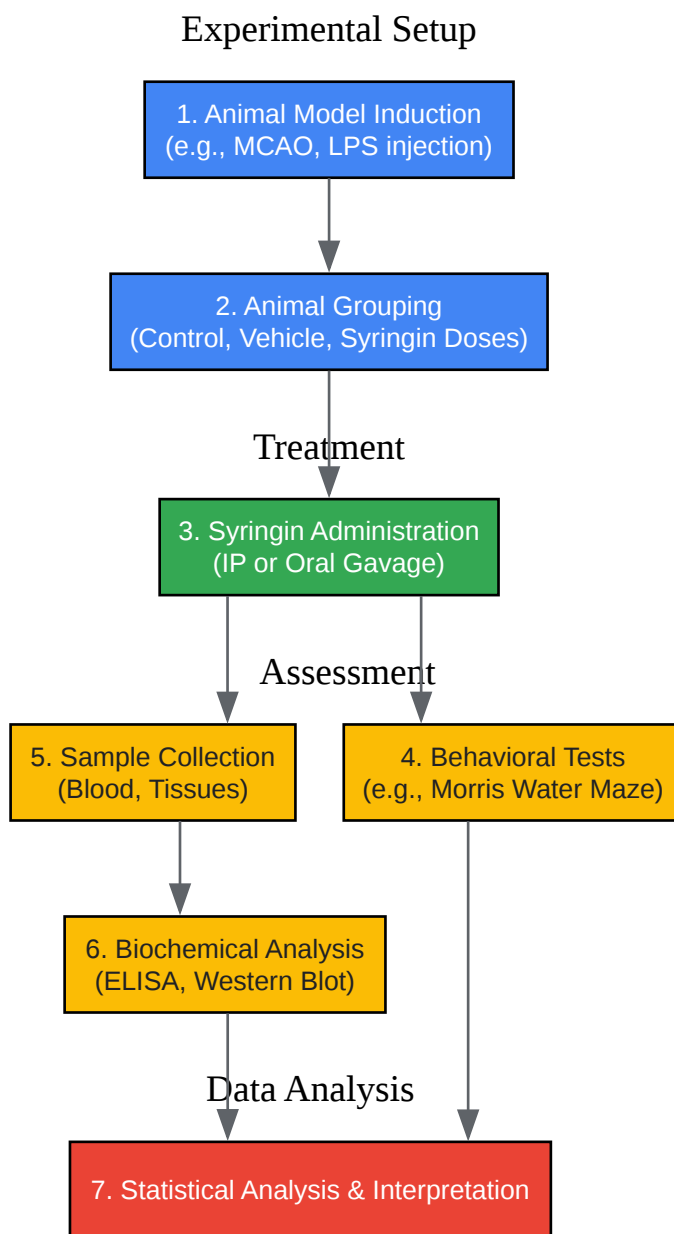 Experimental Setup
1. Animal Model Induction
(e.g., MCAO, LPS injection)
2. Animal Grouping
(Control, Vehicle, Syringin Doses)
Treatment
3. Syringin Administration
(IP or Oral Gavage)
Assessment
5. Sample Collection
(Blood, Tissues)
4. Behavioral Tests
(e.g., Morris Water Maze)
6. Biochemical Analysis
(ELISA, Western Blot)
Data Analysis
7. Statistical Analysis & Interpretation